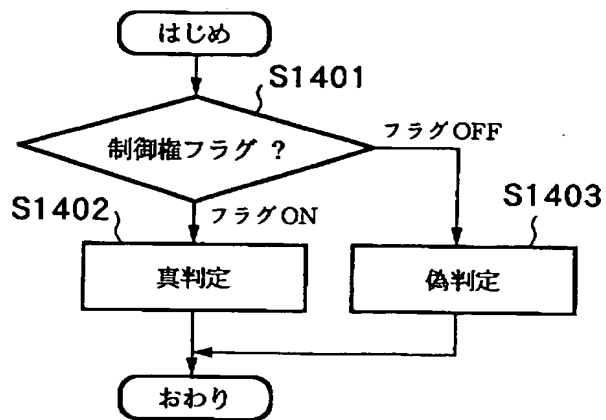 はじめ
S1401
制御権フラグ ?
フラグOFF
S1402
フラグON
S1403
真判定
偽判定
おわり